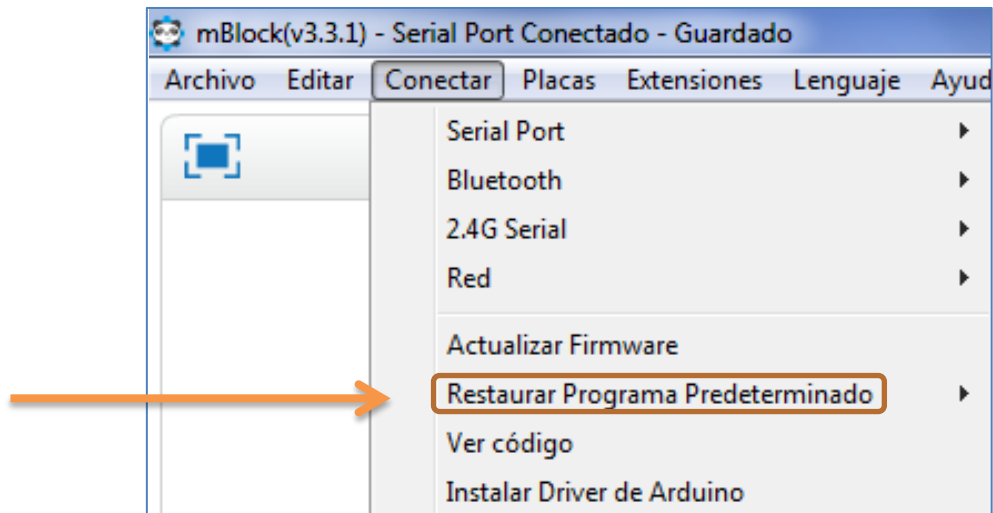 mBlock(v3.3.1) - Serial Port Conectado - Guardado
Archivo Editar Conectar Placas Extensiones Lenguaje Ayud
Serial Port
Bluetooth
2.4G Serial
Red
Actualizar Firmware
Restaurar Programa Predeterminado
Ver código
Instalar Driver de Arduino